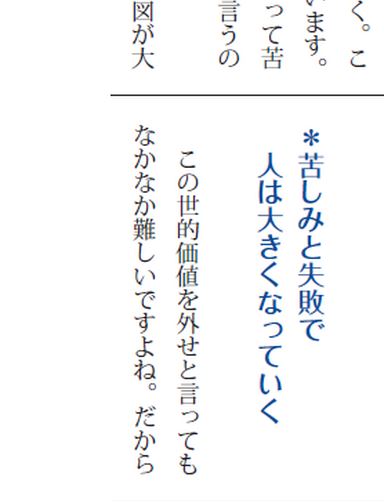 く。こ
います。
って苦
言うの
図が大
＊苦しみと失敗で
人は大きくなっていく
この世的価値を外せと言っても
なかなか難しいですよね。だから